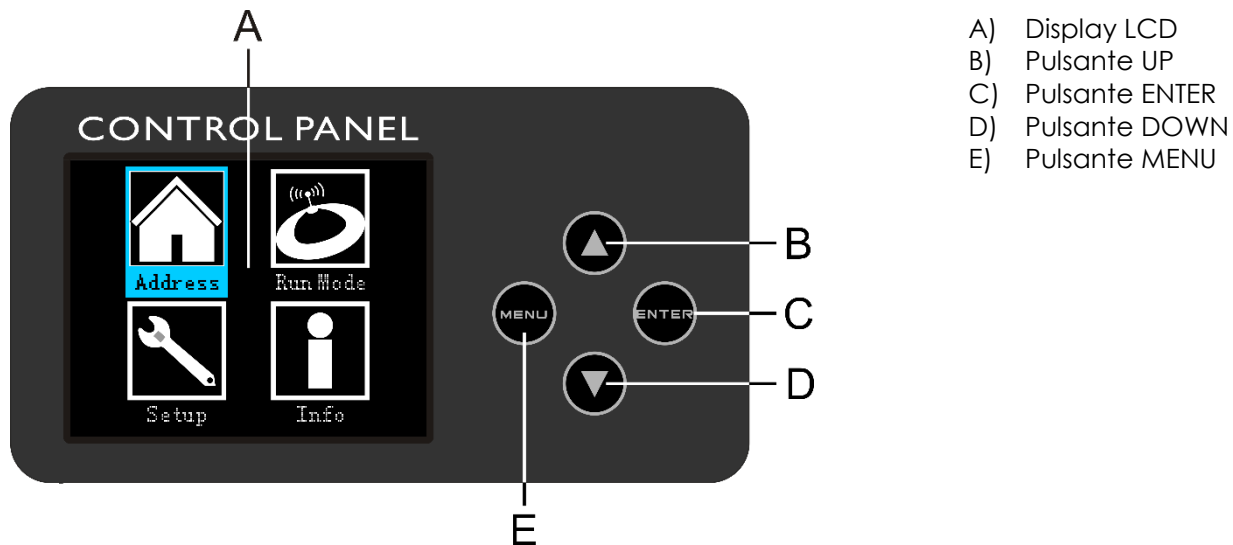 A
CONTROL PANEL
Address
Run Mode
Setup
Info
MENU
ENTER
B
C
D
E
A) Display LCD
B) Pulsante UP
C) Pulsante ENTER
D) Pulsante DOWN
E) Pulsante MENU